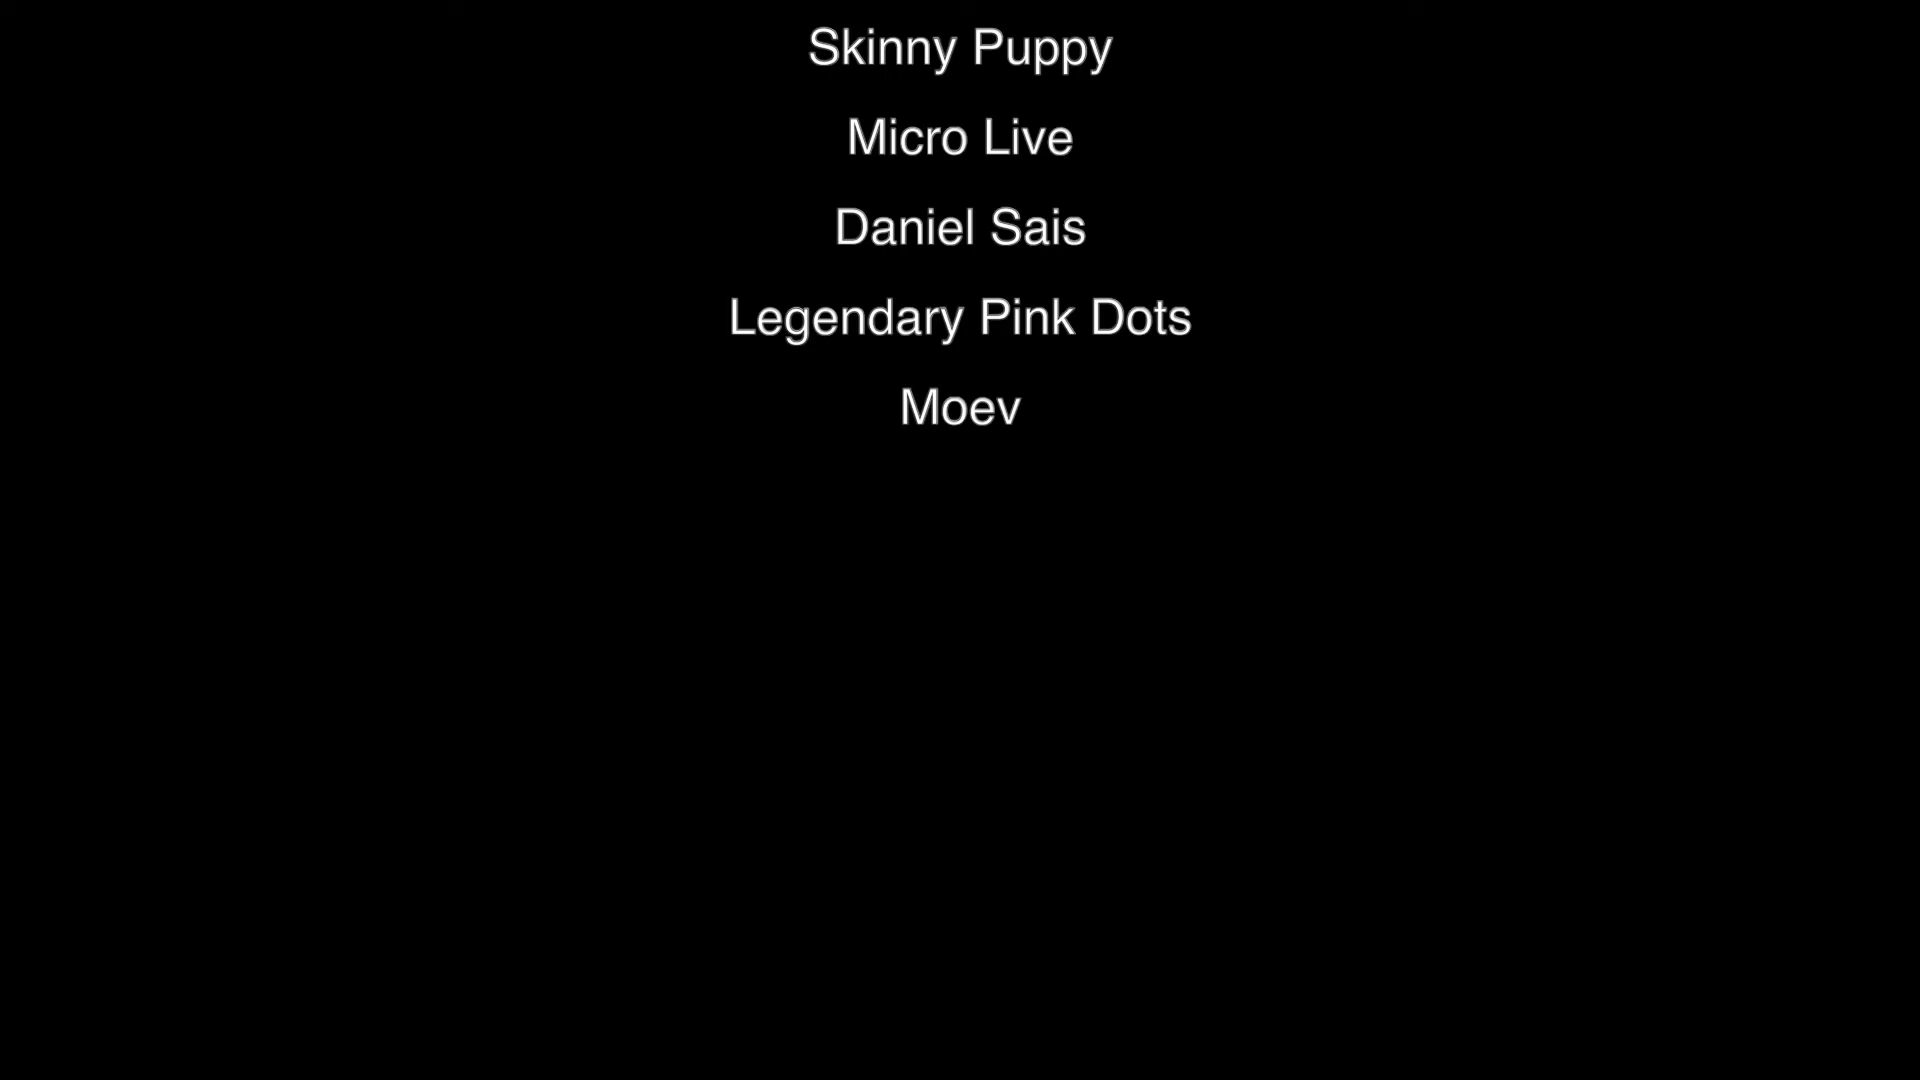 Skinny Puppy
Micro Live
Daniel Sais
Legendary Pink Dots
Moev